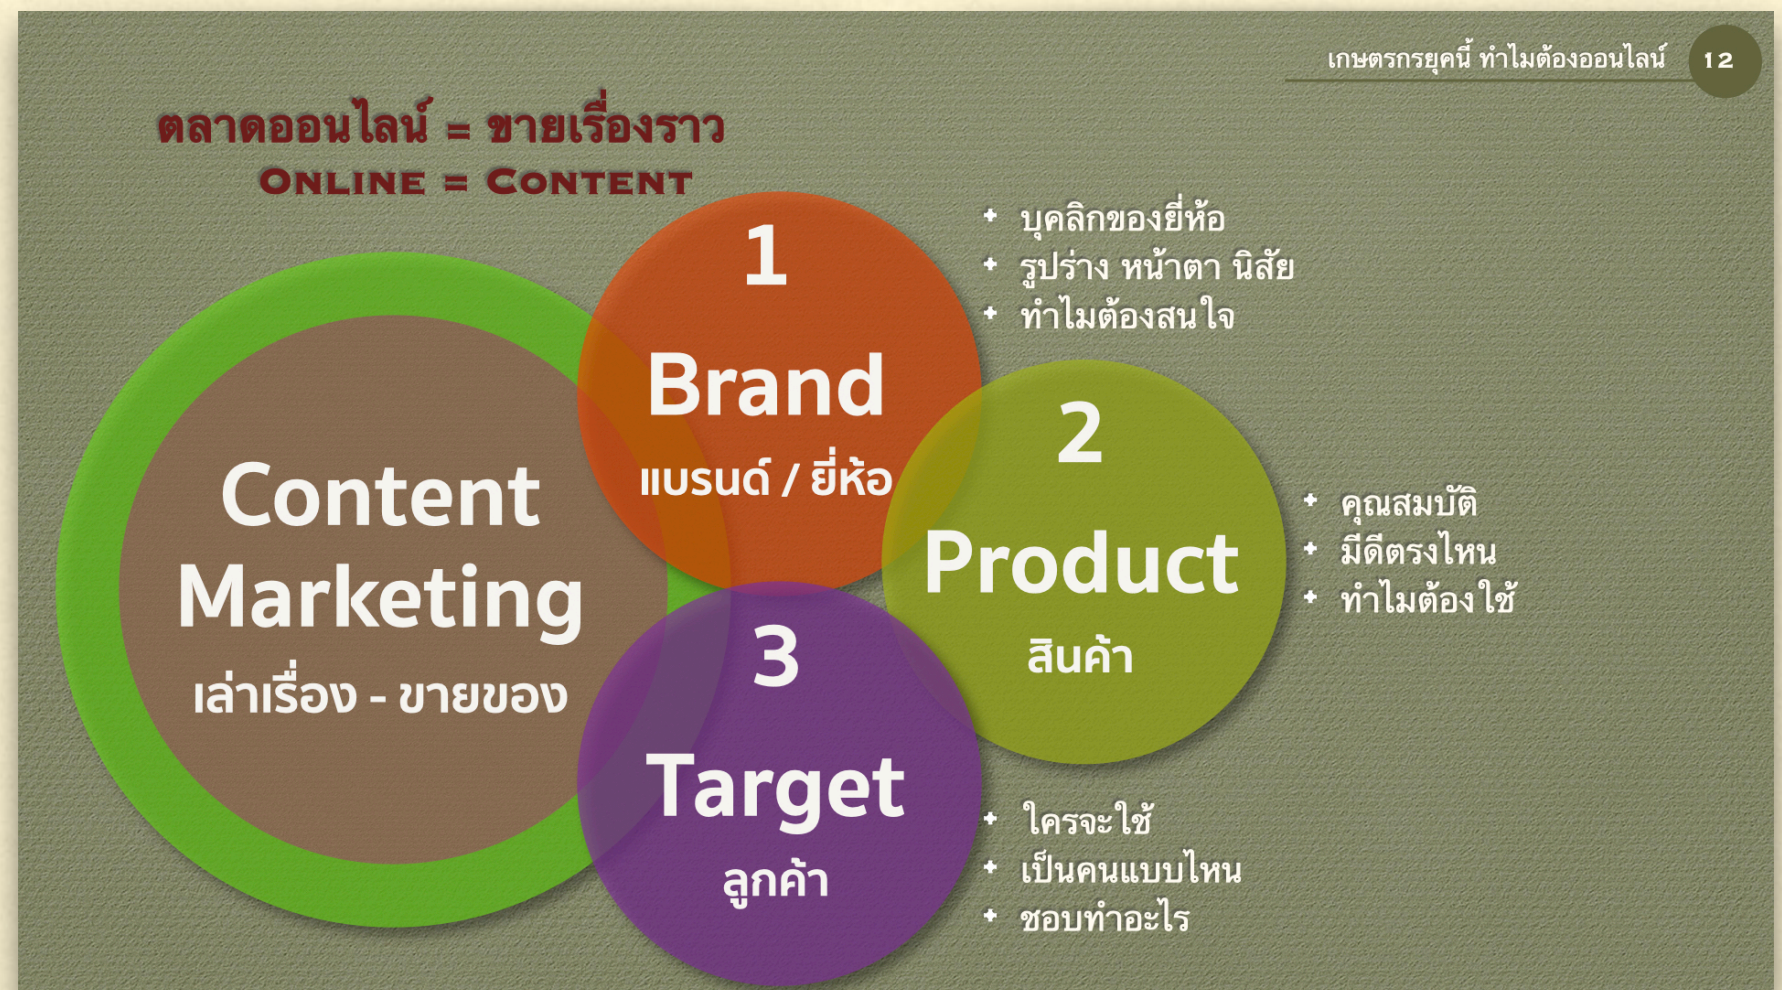 เกษตรกรยุคนี้ ทำไมต้องออนไลน์ 12
ตลาดออนไลน์ = ขายเรื่องราว
ONLINE = CONTENT
Content
Marketing
เล่าเรื่อง - ขายของ
1
Brand
แบรนด์ / ยี่ห้อ
+ บุคลิกของยี่ห้อ
+ รูปร่าง หน้าตา นิสัย
+ ทำไมต้องสนใจ
2
Product
สินค้า
+ คุณสมบัติ
+ มีดีตรงไหน
+ ทำไมต้องใช้
3
Target
ลูกค้า
+ ใครจะใช้
+ เป็นคนแบบไหน
+ ชอบทำอะไร